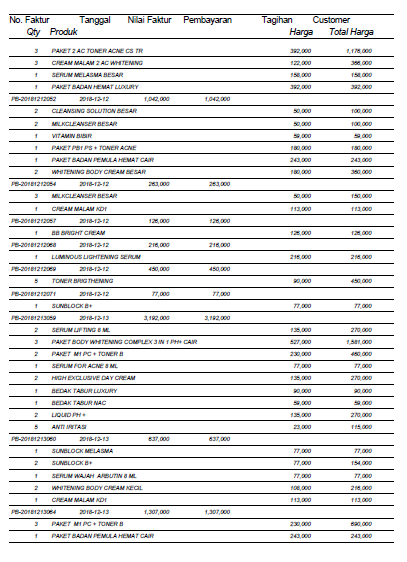 No. Faktur Tanggal Nilai Faktur Pembayaran Tagihan Customer
Qty Produk Harga Total Harga
3 PAKET 2 AC TONER ACNE CS TR 392,000 1,176,000
3 CREAM MALAM 2 AC WHITENING 122,000 366,000
1 SERUM MELASMA BESAR 158,000 158,000
1 PAKET BADAN HEMAT LUXURY 392,000 392,000
PB-20181212052 2018-12-12 1,042,000 1,042,000
2 CLEANSING SOLUTION BESAR 50,000 100,000
2 MILKCLEANSER BESAR 50,000 100,000
1 VITAMIN BIBIR 59,000 59,000
1 PAKET PB1 PS + TONER ACNE 180,000 180,000
1 PAKET BADAN PEMULA HEMAT CAIR 243,000 243,000
2 WHITENING BODY CREAM BESAR 180,000 360,000
PB-20181212054 2018-12-12 263,000 263,000
3 MILKCLEANSER BESAR 50,000 150,000
1 CREAM MALAM KD1 113,000 113,000
PB-20181212057 2018-12-12 126,000 126,000
1 BB BRIGHT CREAM 126,000 126,000
PB-20181212068 2018-12-12 216,000 216,000
1 LUMINOUS LIGHTENING SERUM 216,000 216,000
PB-20181212069 2018-12-12 450,000 450,000
5 TONER BRIGTHENING 90,000 450,000
PB-20181212071 2018-12-12 77,000 77,000
1 SUNBLOCK B+ 77,000 77,000
PB-20181213059 2018-12-13 3,192,000 3,192,000
2 SERUM LIFTING 8 ML 135,000 270,000
3 PAKET BODY WHITENING COMPLEX 3 IN 1 PH+ CAIR 527,000 1,581,000
2 PAKET M1 PC + TONER B 230,000 460,000
1 SERUM FOR ACNE 8 ML 77,000 77,000
2 HIGH EXCLUSIVE DAY CREAM 135,000 270,000
1 BEDAK TABUR LUXURY 90,000 90,000
1 BEDAK TABUR NAC 59,000 59,000
2 LIQUID PH + 135,000 270,000
5 ANTI IRITASI 23,000 115,000
PB-20181213060 2018-12-13 637,000 637,000
1 SUNBLOCK MELASMA 77,000 77,000
2 SUNBLOCK B+ 77,000 154,000
1 SERUM WAJAH ARBUTIN 8 ML 77,000 77,000
2 WHITENING BODY CREAM KECIL 108,000 216,000
1 CREAM MALAM KD1 113,000 113,000
PB-20181213064 2018-12-13 1,307,000 1,307,000
3 PAKET M1 PC + TONER B 230,000 690,000
1 PAKET BADAN PEMULA HEMAT CAIR 243,000 243,000